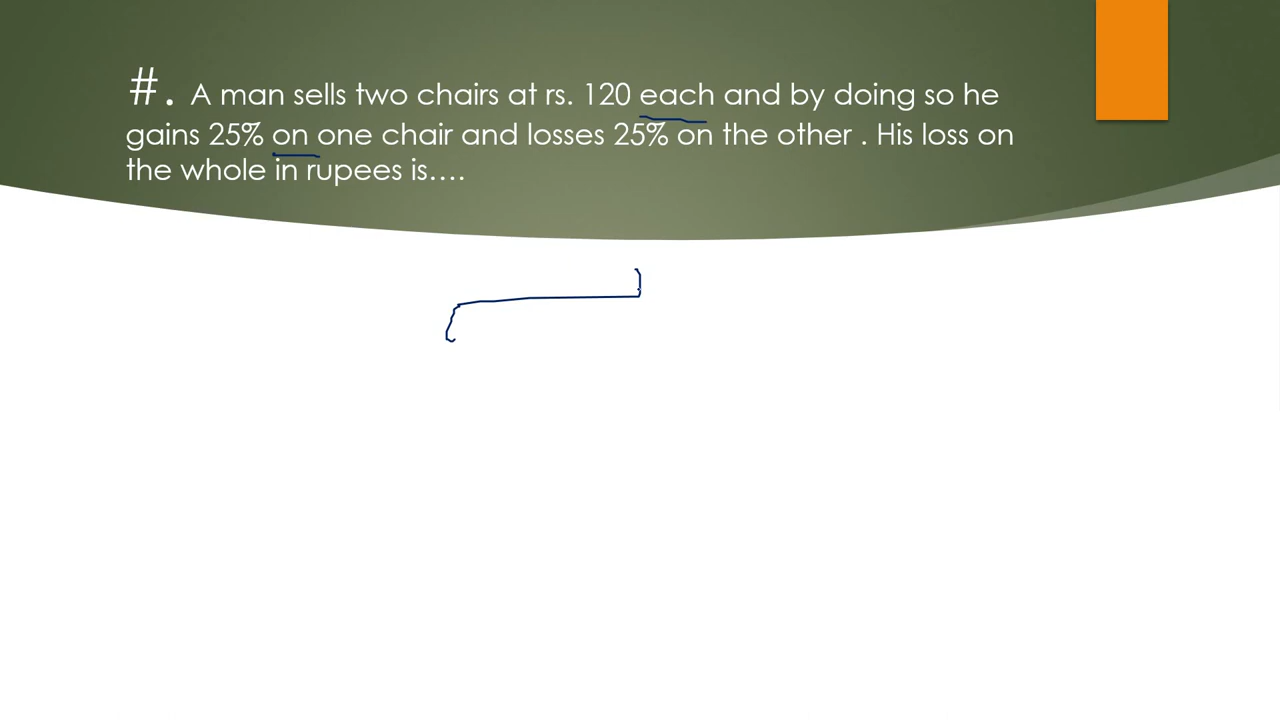 #. A man sells two chairs at rs. 120 each and by doing so he
gains 25% on one chair and losses 25% on the other . His loss on
the whole in rupees is....